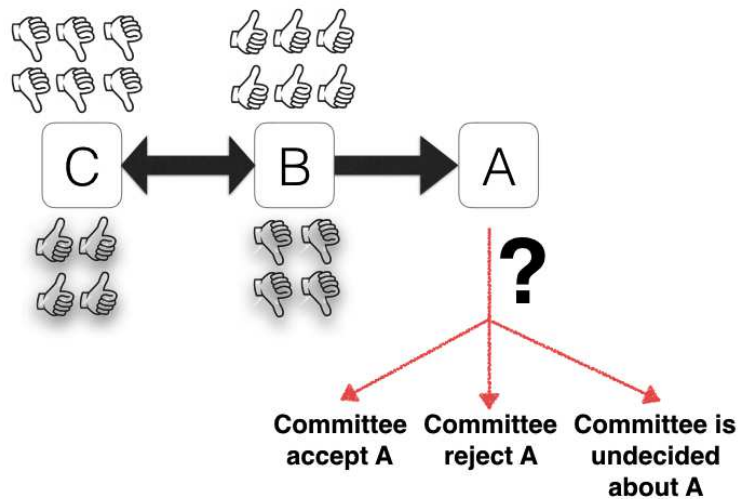 C
B
A
?
Committee
accept A
Committee
reject A
Committee is
undecided
about A